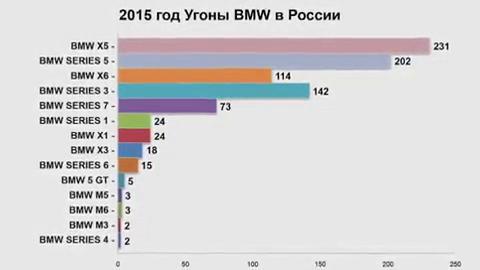 2015 год Угоны BMW в России
BMW X5 - 231
BMW SERIES 5 - 202
BMW X6 - 114
BMW SERIES 3 - 142
BMW SERIES 7 - 73
BMW SERIES 1 - 24
BMW X1 - 24
BMW X3 - 18
BMW SERIES 6 - 15
BMW 5 GT - 5
BMW M5 - 3
BMW M6 - 3
BMW M3 - 2
BMW SERIES 4 - 2
0 50 100 150 200 250